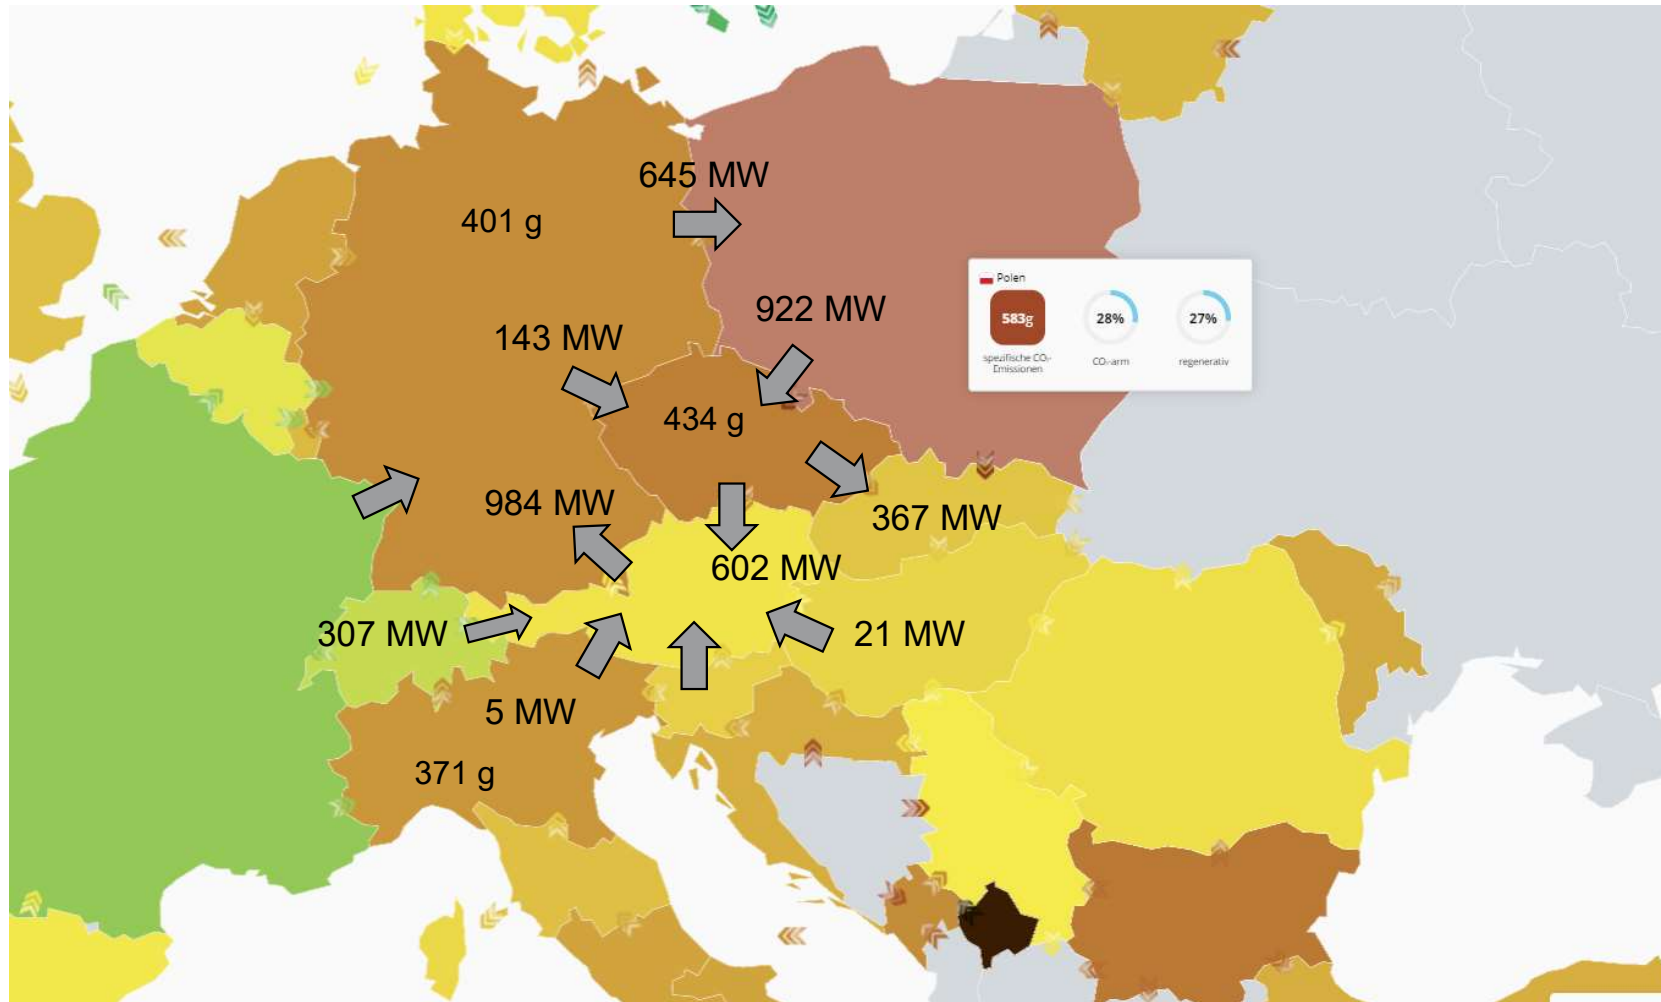 645 MW
401 g
Polen
922 MW
583g
28%
27%
143 MW
spezifische CO₂-
Emissionen
CO₂-arm
regenerativ
434 g
984 MW
367 MW
602 MW
307 MW
21 MW
5 MW
371 g